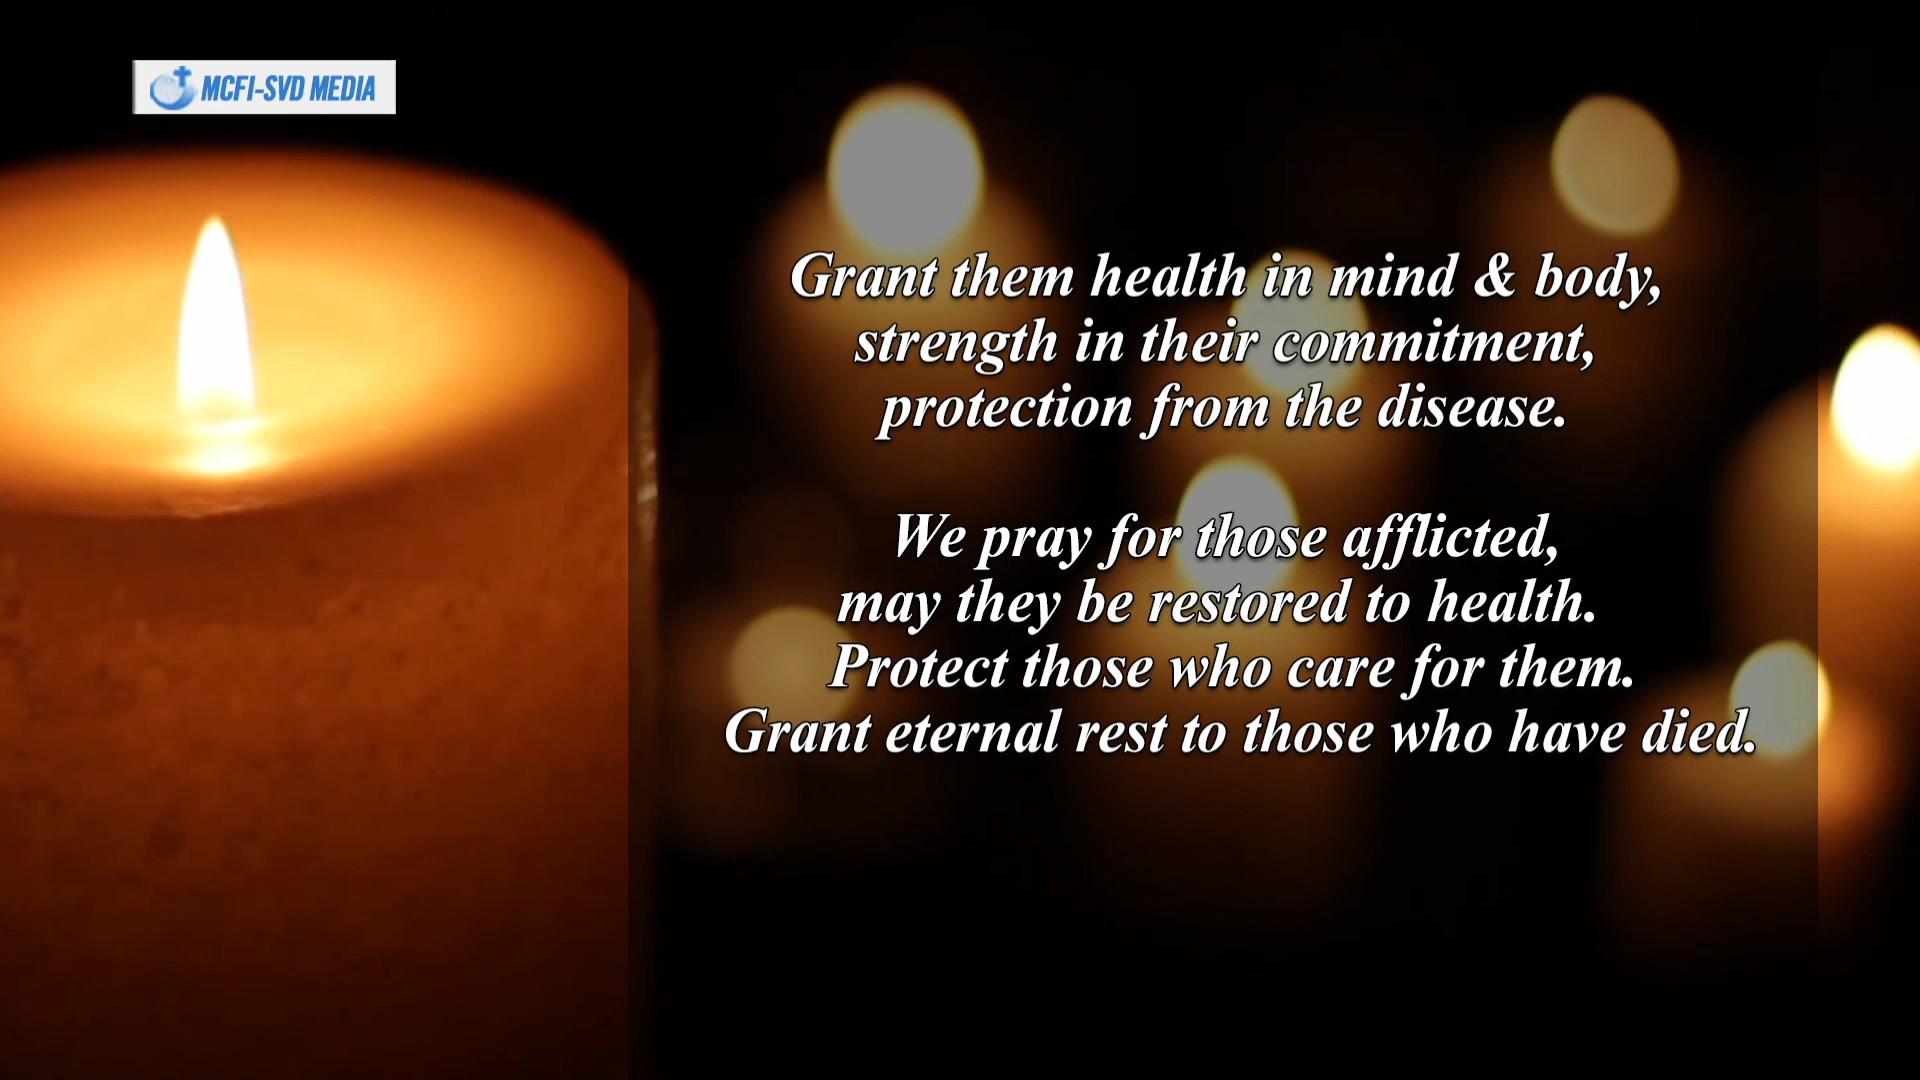 MCFI-SVD MEDIA
Grant them health in mind & body,
strength in their commitment,
protection from the disease.
We pray for those afflicted,
may they be restored to health.
Protect those who care for them.
Grant eternal rest to those who have died.